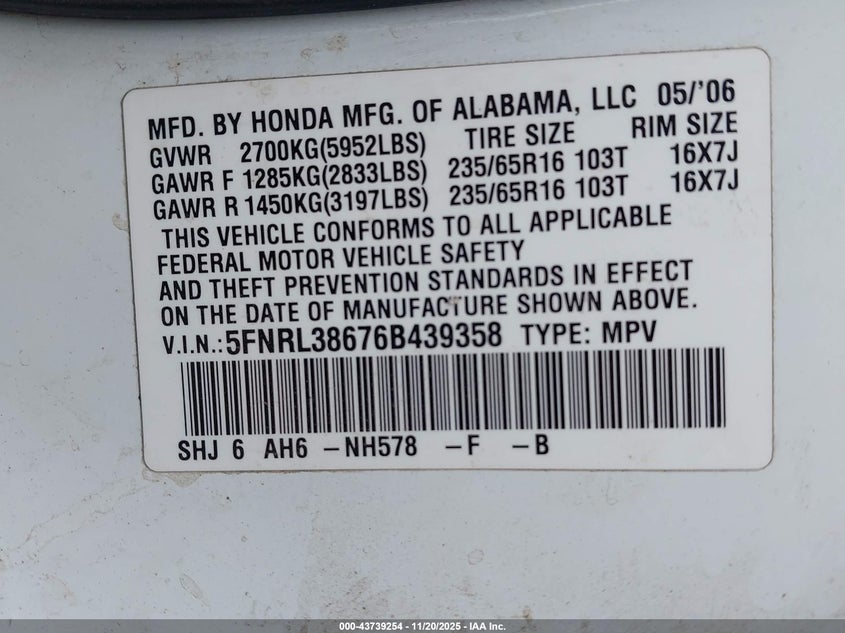 MFD. BY HONDA MFG. OF ALABAMA, LLC 05/'06
GVWR 2700KG(5952LBS) TIRE SIZE RIM SIZE
GAWR F 1285KG(2833LBS) 235/65R16 103T 16X7J
GAWR R 1450KG(3197LBS) 235/65R16 103T 16X7J
THIS VEHICLE CONFORMS TO ALL APPLICABLE
FEDERAL MOTOR VEHICLE SAFETY
AND THEFT PREVENTION STANDARDS IN EFFECT
ON THE DATE OF MANUFACTURE SHOWN ABOVE.
V.I.N.:5FNRL38676B439358 TYPE: MPV
SHJ 6 AH6 -NH578 -F -B
000-43739254 - 11/20/2025 - IAA Inc.